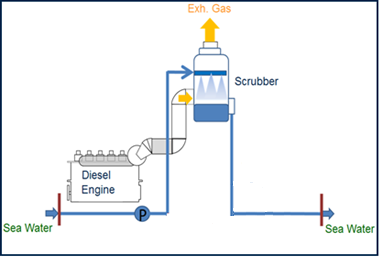 Exh. Gas
Scrubber
Diesel
Engine
P
Sea Water
Sea Water